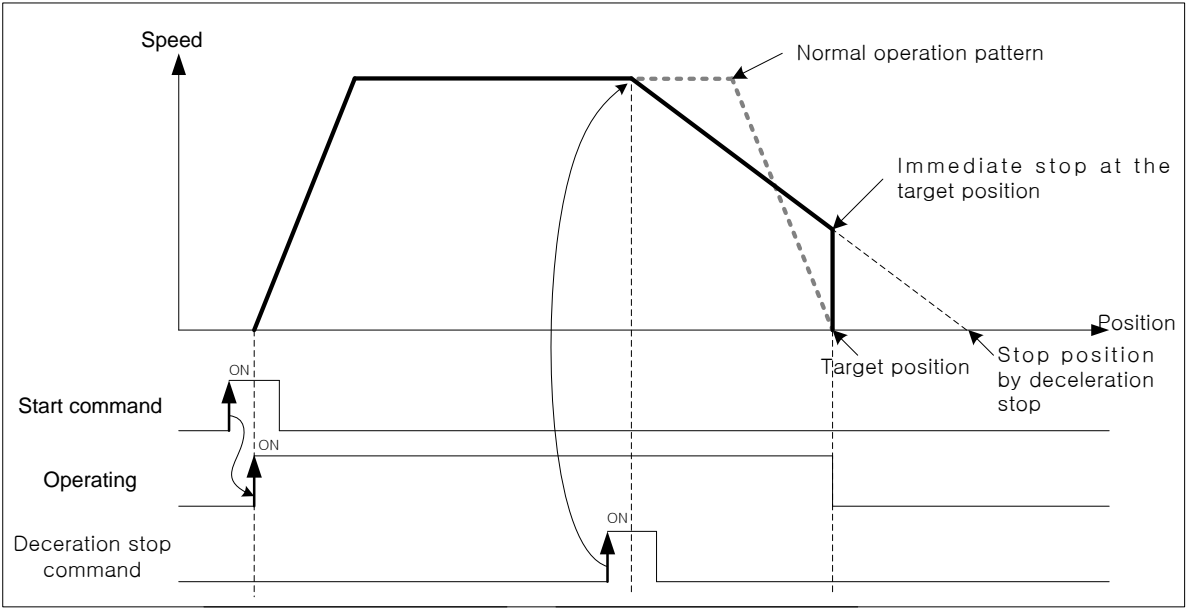 Speed
Normal operation pattern
Immediate stop at the
target position
Position
Target position
Stop position
by deceleration
stop
ON
Start command
ON
Operating
ON
Deceration stop
command